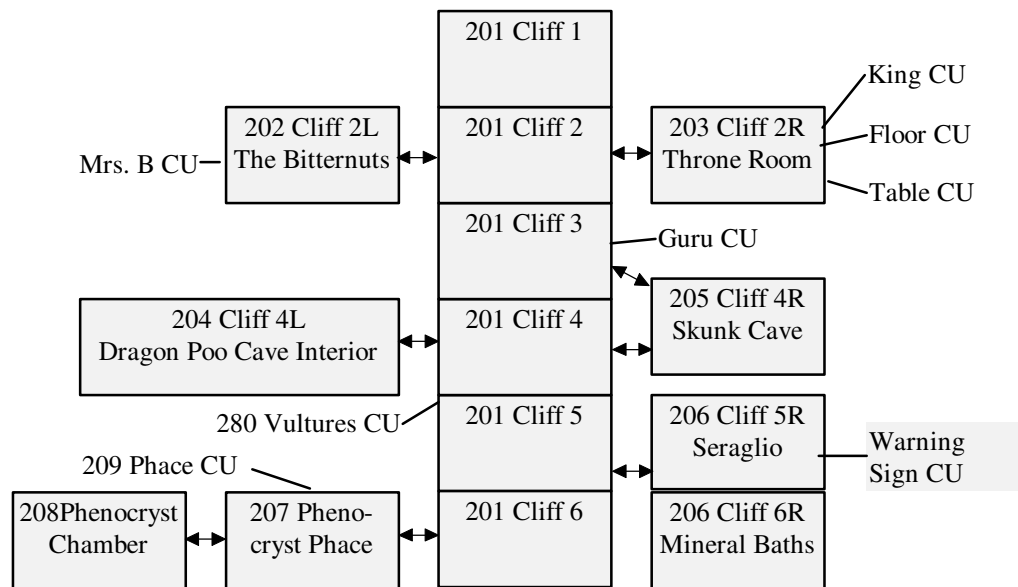 201 Cliff 1
King CU
202 Cliff 2L
The Bitternuts
201 Cliff 2
203 Cliff 2R
Throne Room
Floor CU
Mrs. B CU
Table CU
201 Cliff 3
Guru CU
204 Cliff 4L
Dragon Poo Cave Interior
201 Cliff 4
205 Cliff 4R
Skunk Cave
280 Vultures CU
201 Cliff 5
206 Cliff 5R
Seraglio
Warning
Sign CU
209 Phace CU
208Phenocryst
Chamber
207 Pheno-
cryst Phace
201 Cliff 6
206 Cliff 6R
Mineral Baths